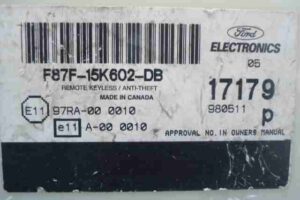 Ford
ELECTRONICS
F87F-15K602-DB
05
REMOTE KEYLESS / ANTI-THEFT
MADE IN CANADA
17179
980511
E11 97RA-00 0010
p
e11 A-00 0010
APPROVAL NO. IN OWNERS MANUAL